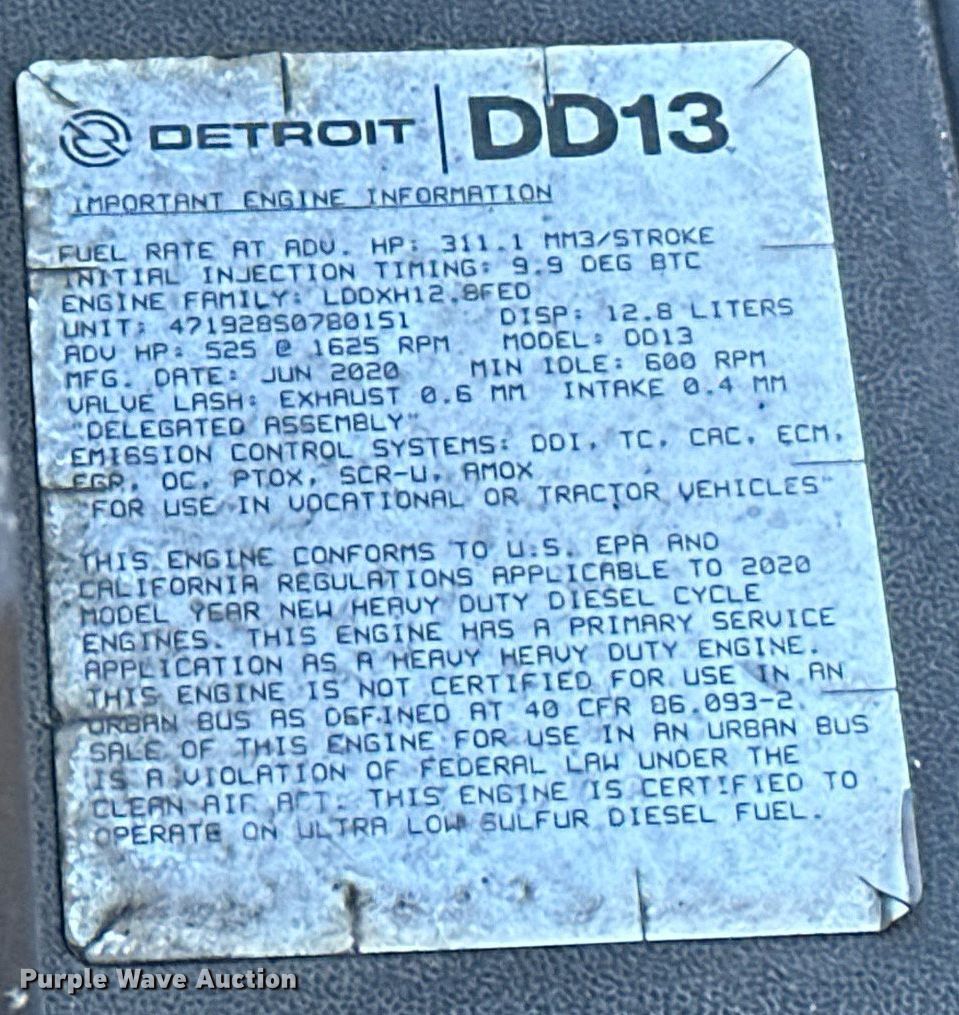 DETROIT | DD13
IMPORTANT ENGINE INFORMATION
FUEL RATE AT ADV. HP: 311.1 MM3/STROKE
INITIAL INJECTION TIMING: 9.9 DEG BTC
ENGINE FAMILY: LDDXH12.8FED
UNIT: 471928S0780151 DISP: 12.8 LITERS
ADV HP: 525 @ 1625 RPM MODEL: DD13
MFG. DATE: JUN 2020 MIN IDLE: 600 RPM
VALVE LASH: EXHAUST 0.6 MM INTAKE 0.4 MM
"DELEGATED ASSEMBLY"
EMISSION CONTROL SYSTEMS: DDI, TC, CAC, ECM,
EGR, OC, PTOX, SCR-U, AMOX
"FOR USE IN VOCATIONAL OR TRACTOR VEHICLES"
THIS ENGINE CONFORMS TO U.S. EPA AND
CALIFORNIA REGULATIONS APPLICABLE TO 2020
MODEL YEAR NEW HEAVY DUTY DIESEL CYCLE
ENGINES. THIS ENGINE HAS A PRIMARY SERVICE
APPLICATION AS A HEAVY HEAVY DUTY ENGINE.
THIS ENGINE IS NOT CERTIFIED FOR USE IN AN
URBAN BUS AS DEFINED AT 40 CFR 86.093-2.
SALE OF THIS ENGINE FOR USE IN AN URBAN BUS
IS A VIOLATION OF FEDERAL LAW UNDER THE
CLEAN AIR ACT. THIS ENGINE IS CERTIFIED TO
OPERATE ON ULTRA LOW SULFUR DIESEL FUEL.
Purple Wave Auction